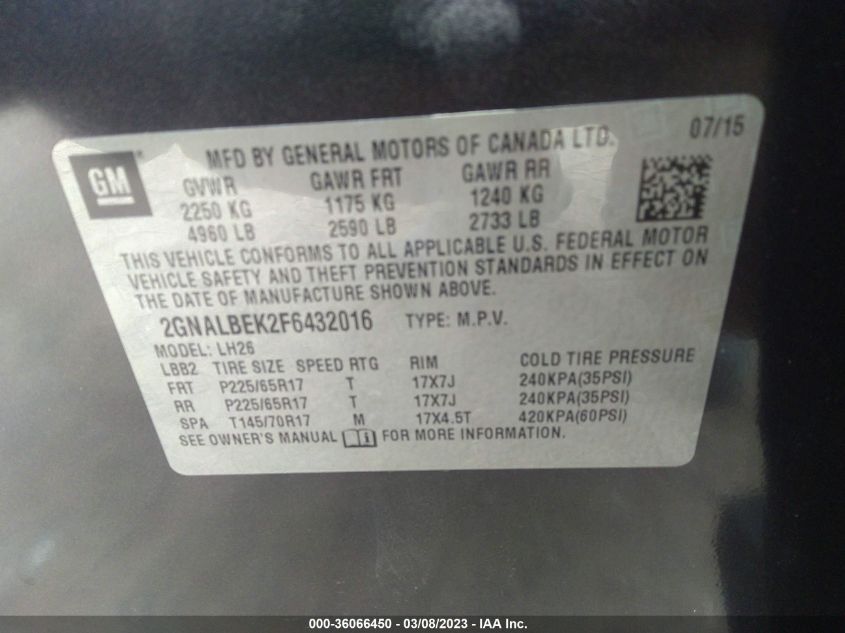 GM
MFD BY GENERAL MOTORS OF CANADA LTD. 07/15
GVWR GAWR FRT GAWR RR
2250 KG 1175 KG 1240 KG
4960 LB 2590 LB 2733 LB
THIS VEHICLE CONFORMS TO ALL APPLICABLE U.S. FEDERAL MOTOR
VEHICLE SAFETY AND THEFT PREVENTION STANDARDS IN EFFECT ON
THE DATE OF MANUFACTURE SHOWN ABOVE.
2GNALBEK2F6432016 TYPE: M.P.V.
MODEL: LH26
LBB2 TIRE SIZE SPEED RTG RIM COLD TIRE PRESSURE
FRT P225/65R17 T 17X7J 240KPA(35PSI)
RR P225/65R17 T 17X7J 240KPA(35PSI)
SPA T145/70R17 M 17X4.5T 420KPA(60PSI)
SEE OWNER'S MANUAL FOR MORE INFORMATION.
000-36066450 — 03/08/2023 — IAA Inc.